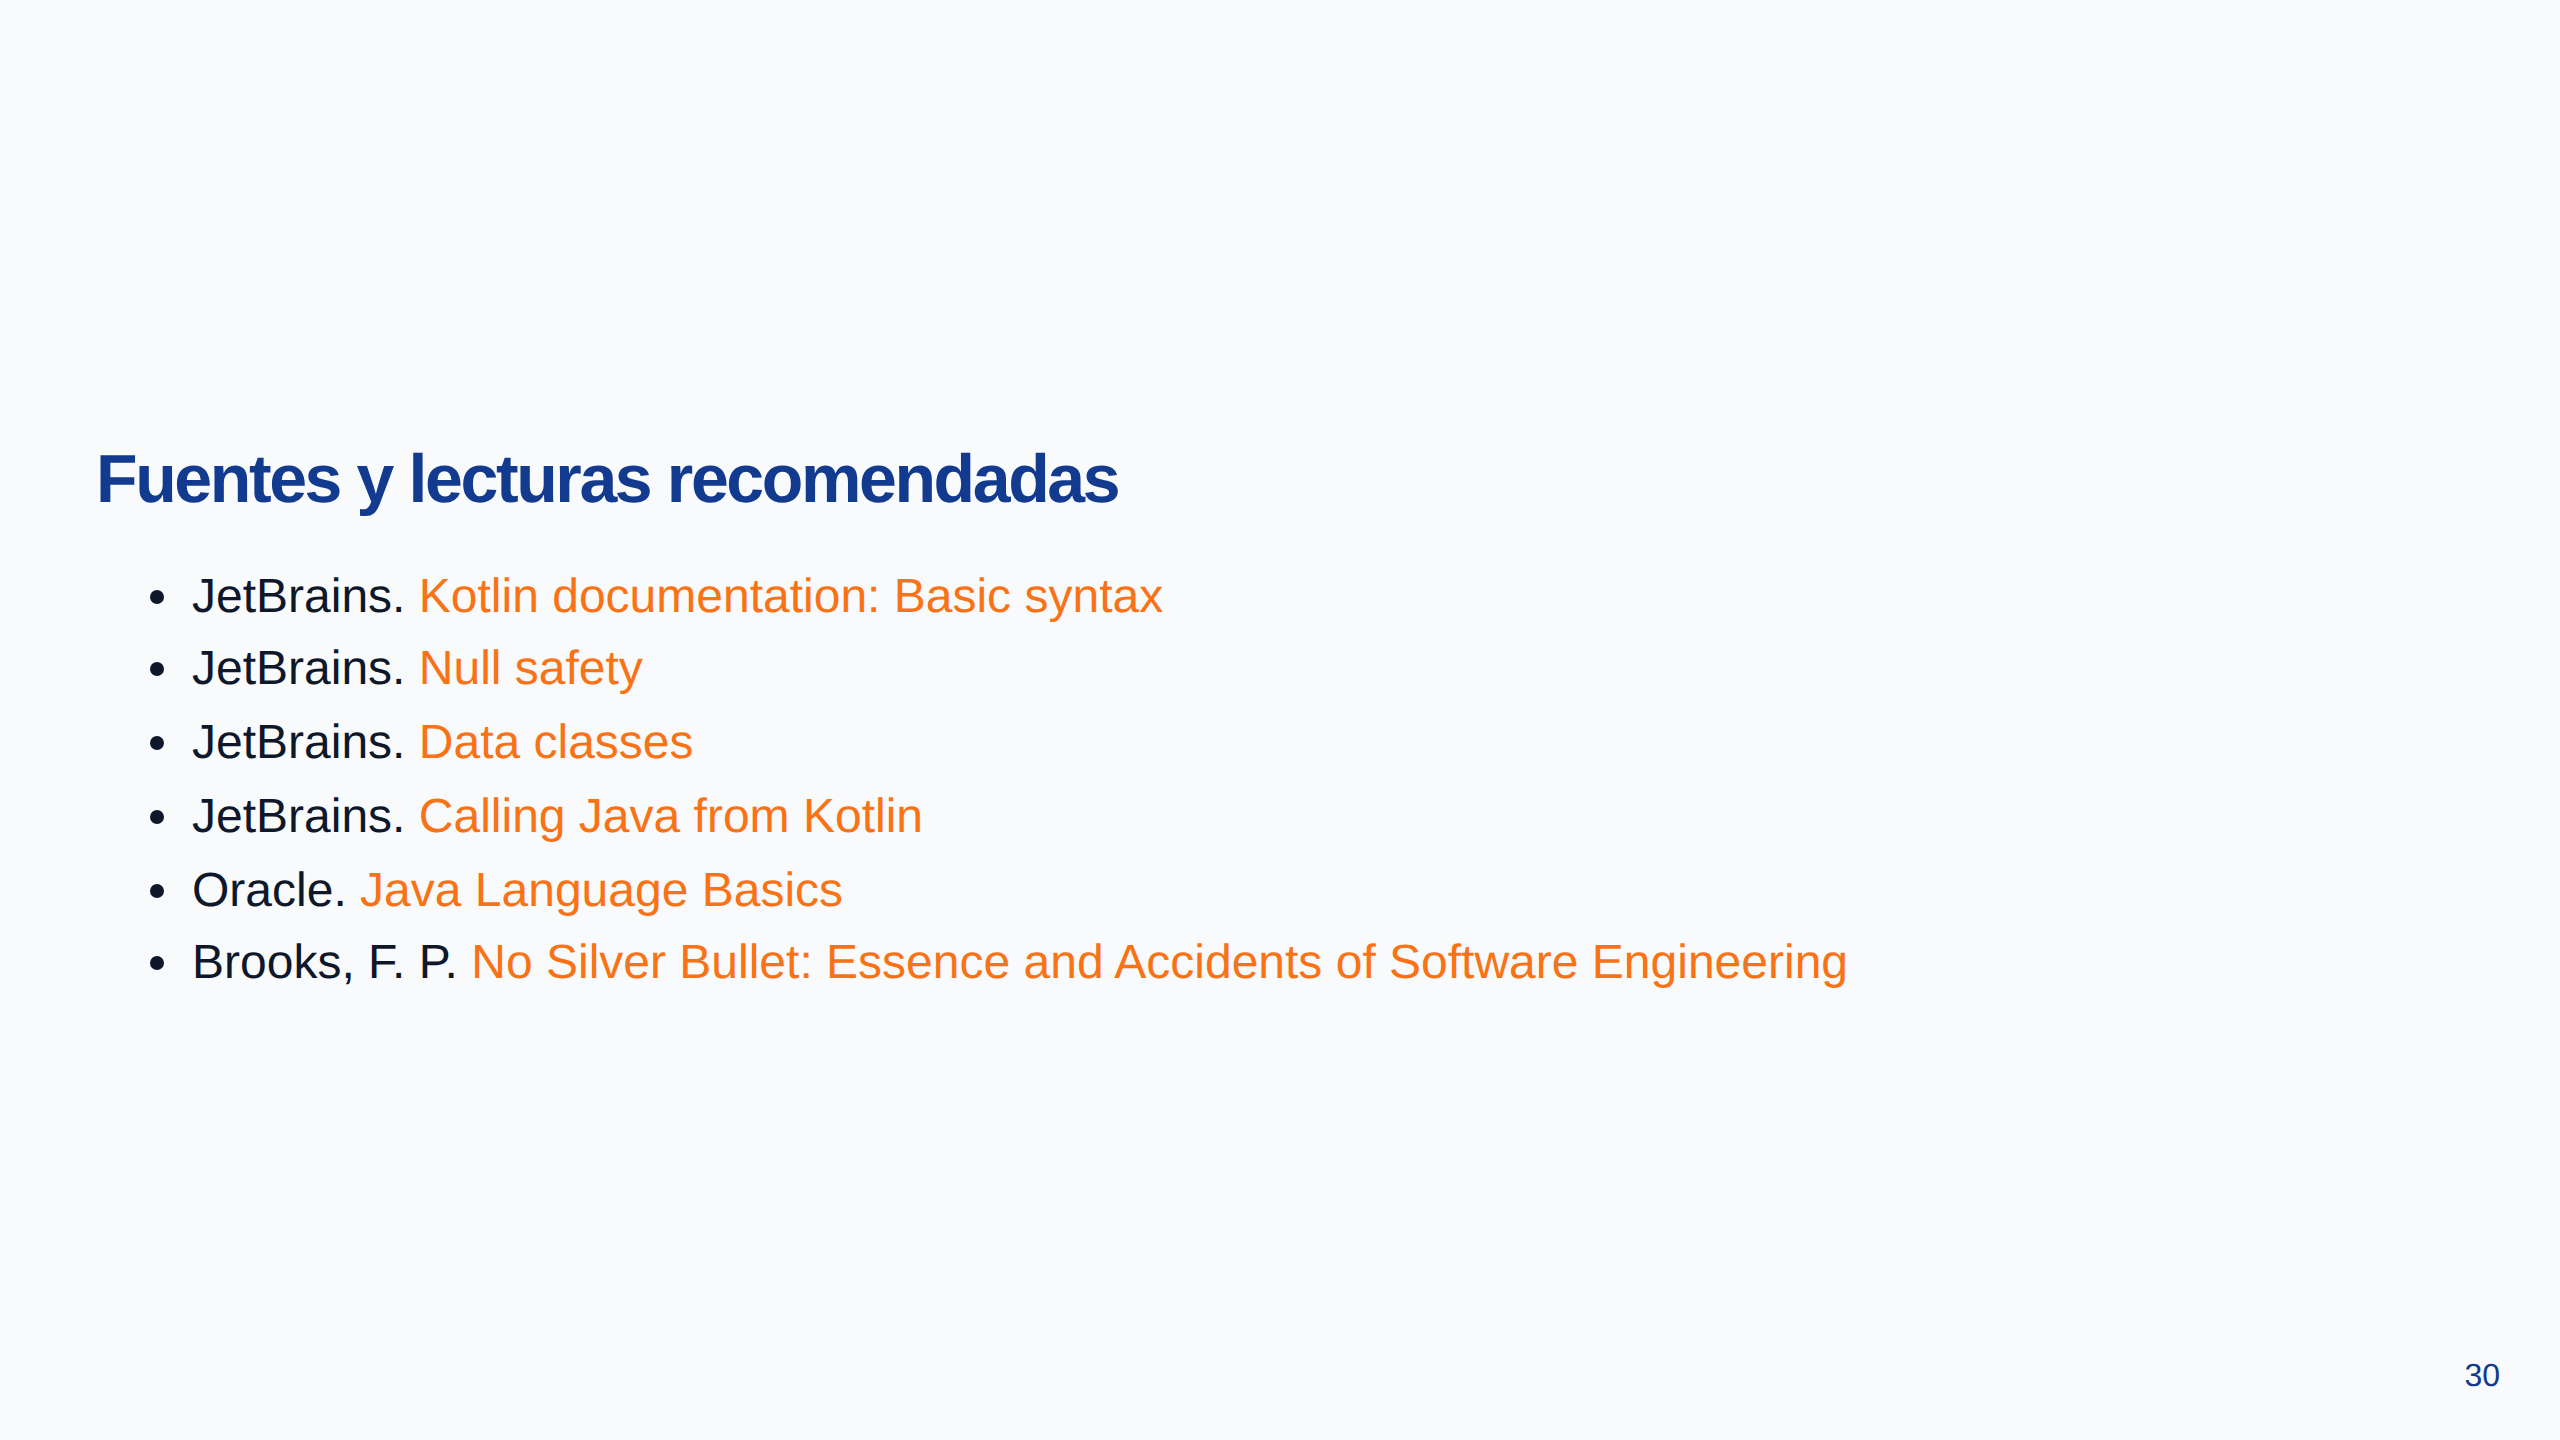 Fuentes y lecturas recomendadas
• JetBrains. Kotlin documentation: Basic syntax
• JetBrains. Null safety
• JetBrains. Data classes
• JetBrains. Calling Java from Kotlin
• Oracle. Java Language Basics
• Brooks, F. P. No Silver Bullet: Essence and Accidents of Software Engineering
30